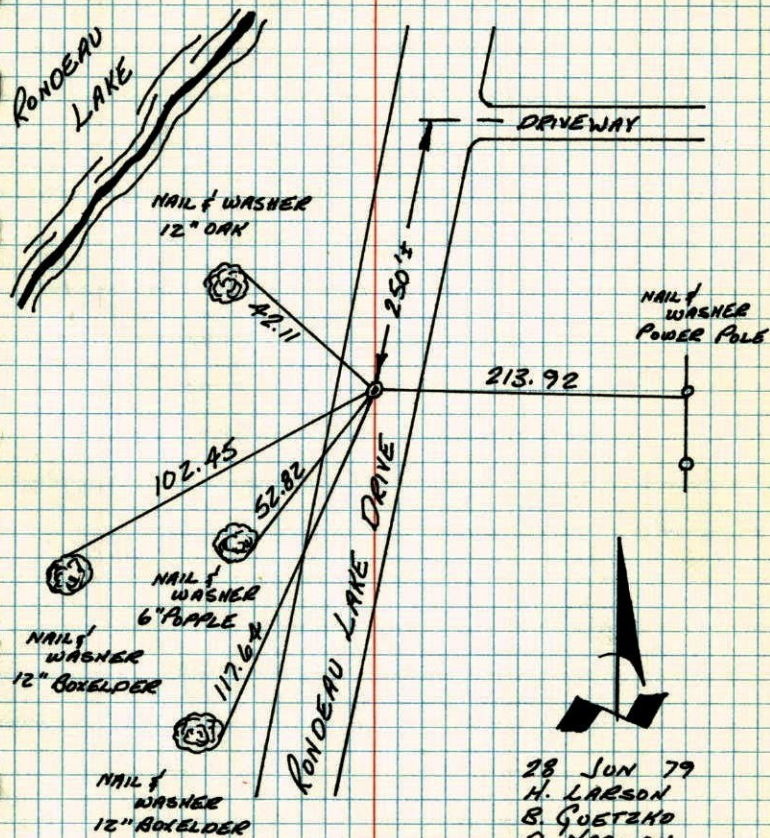 RONDEAU
LAKE
DRIVEWAY
NAIL & WASHER
12" OAK
250'±
42.11
NAIL &
WASHER
POWER POLE
213.92
102.45
52.82
NAIL &
WASHER
6" POPPLE
117.64
NAIL &
WASHER
12" BOXELDER
RONDEAU LAKE DRIVE
NAIL &
WASHER
12" BOXELDER
28 JUN 79
H. LARSON
B. GOETZKO